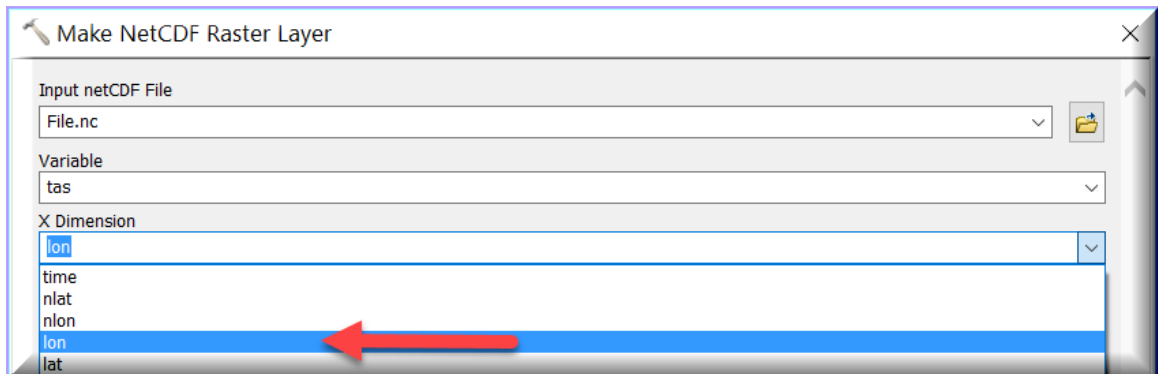 Make NetCDF Raster Layer
Input netCDF File
File.nc
Variable
tas
X Dimension
lon
time
nlat
nlon
lon
lat